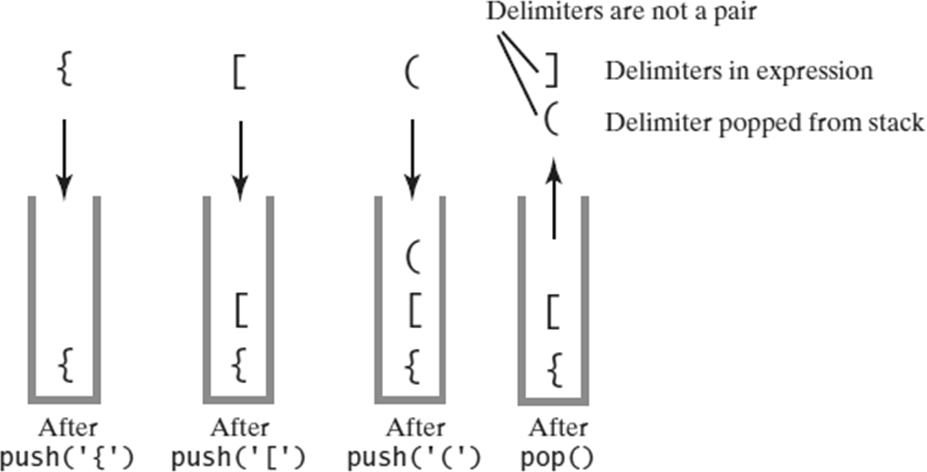 Delimiters are not a pair
{ [ ( ] Delimiters in expression
( Delimiter popped from stack
(
[ [ [
{ { { {
After After After After
push('{') push('[') push('(') pop()